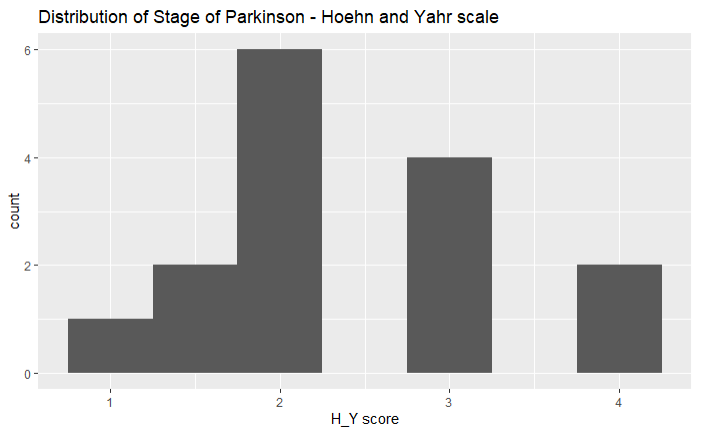 Distribution of Stage of Parkinson - Hoehn and Yahr scale
6
4
2
0
count
1 2 3 4
H_Y score